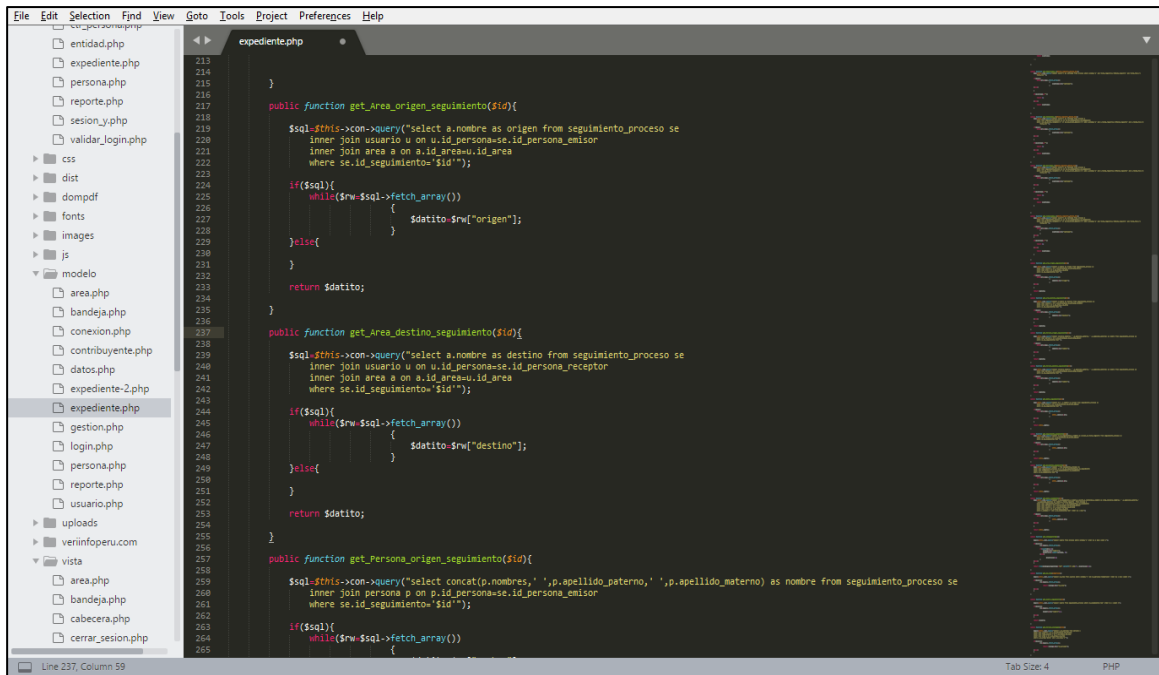 File Edit Selection Find View Goto Tools Project Preferences Help
entidad.php
expediente.php
persona.php
reporte.php
sesion_y.php
validar_login.php
css
dist
dompdf
fonts
images
js
modelo
area.php
bandeja.php
conexion.php
contribuyente.php
datos.php
expediente-2.php
expediente.php
gestion.php
login.php
persona.php
reporte.php
usuario.php
uploads
veriinfoperu.com
vista
area.php
bandeja.php
cabecera.php
cerrar_sesion.php
expediente.php
213
214
215 }
216
217 public function get_Area_origen_seguimiento($id){
218
219 $sql=$this->con->query("select a.nombre as origen from seguimiento_proceso se
220 inner join usuario u on u.id_persona=se.id_persona_emisor
221 inner join area a on a.id_area=u.id_area
222 where se.id_seguimiento='$id'");
223
224 if($sql){
225 while($rw=$sql->fetch_array())
226 {
227 $datito=$rw["origen"];
228 }
229 }else{
230
231 }
232
233 return $datito;
234
235 }
236
237 public function get_Area_destino_seguimiento($id){
238
239 $sql=$this->con->query("select a.nombre as destino from seguimiento_proceso se
240 inner join usuario u on u.id_persona=se.id_persona_receptor
241 inner join area a on a.id_area=u.id_area
242 where se.id_seguimiento='$id'");
243
244 if($sql){
245 while($rw=$sql->fetch_array())
246 {
247 $datito=$rw["destino"];
248 }
249 }else{
250
251 }
252
253 return $datito;
254
255 }
256
257 public function get_Persona_origen_seguimiento($id){
258
259 $sql=$this->con->query("select concat(p.nombres,' ',p.apellido_paterno,' ',p.apellido_materno) as nombre from seguimiento_proceso se
260 inner join persona p on p.id_persona=se.id_persona_emisor
261 where se.id_seguimiento='$id'");
262
263 if($sql){
264 while($rw=$sql->fetch_array())
265 {
Line 237, Column 59
Tab Size: 4
PHP